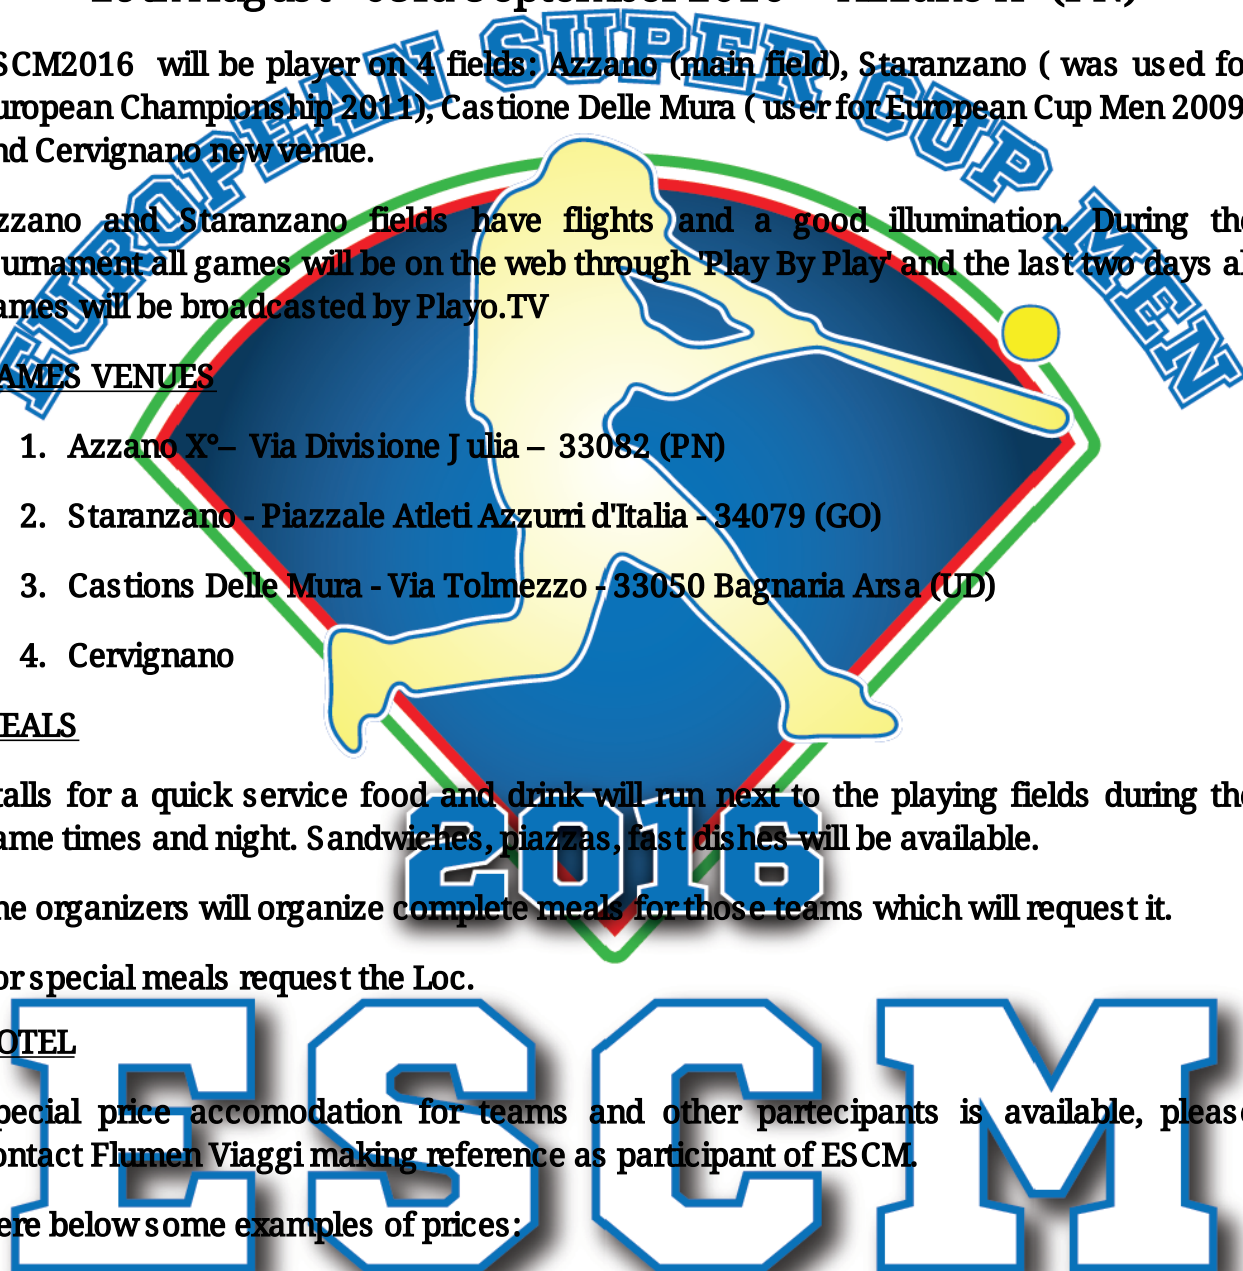 SCM2016 will be player on 4 fields: Azzano (main field), Staranzano ( was used fo
uropean Championship 2011), Castione Delle Mura ( user for European Cup Men 2009
nd Cervignano new venue.
zzano and Staranzano fields have flights and a good illumination. During the
urnament all games will be on the web through 'Play By Play' and the last two days al
ames will be broadcasted by Playo.TV
AMES VENUES
1. Azzano X°– Via Divisione Julia – 33082 (PN)
2. Staranzano - Piazzale Atleti Azzurri d'Italia - 34079 (GO)
3. Castions Delle Mura - Via Tolmezzo - 33050 Bagnaria Arsa (UD)
4. Cervignano
EALS
talls for a quick service food and drink will run next to the playing fields during the
ame times and night. Sandwiches, piazzas, fast dishes will be available.
he organizers will organize complete meals for those teams which will request it.
or special meals request the Loc.
OTEL
pecial price accomodation for teams and other partecipants is available, please
ontact Flumen Viaggi making reference as participant of ESCM.
ere below some examples of prices:
EUROPEAN SUPER CUP MEN
2016
ESCM